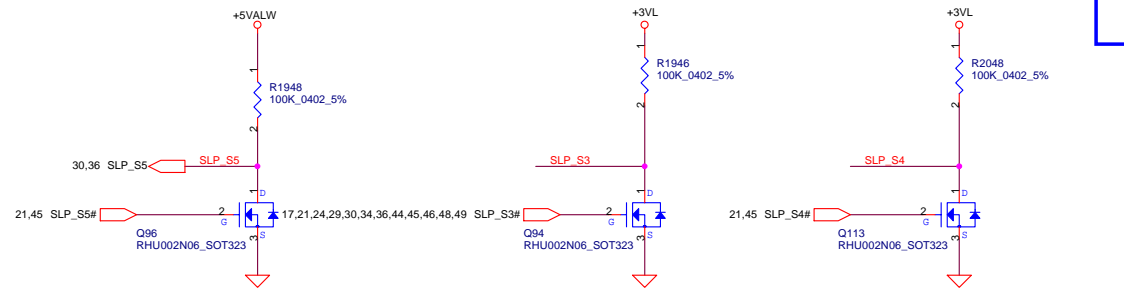 +5VALW
1
R1948
100K_0402_5%
2
30,36 SLP_S5
SLP_S5
1
D
21,45 SLP_S5#
2
G
3
S
Q96
RHU002N06_SOT323
+3VL
1
R1946
100K_0402_5%
2
SLP_S3
1
D
17,21,24,29,30,34,36,44,45,46,48,49 SLP_S3#
2
G
3
S
Q94
RHU002N06_SOT323
+3VL
1
R2048
100K_0402_5%
2
SLP_S4
1
D
21,45 SLP_S4#
2
G
3
S
Q113
RHU002N06_SOT323